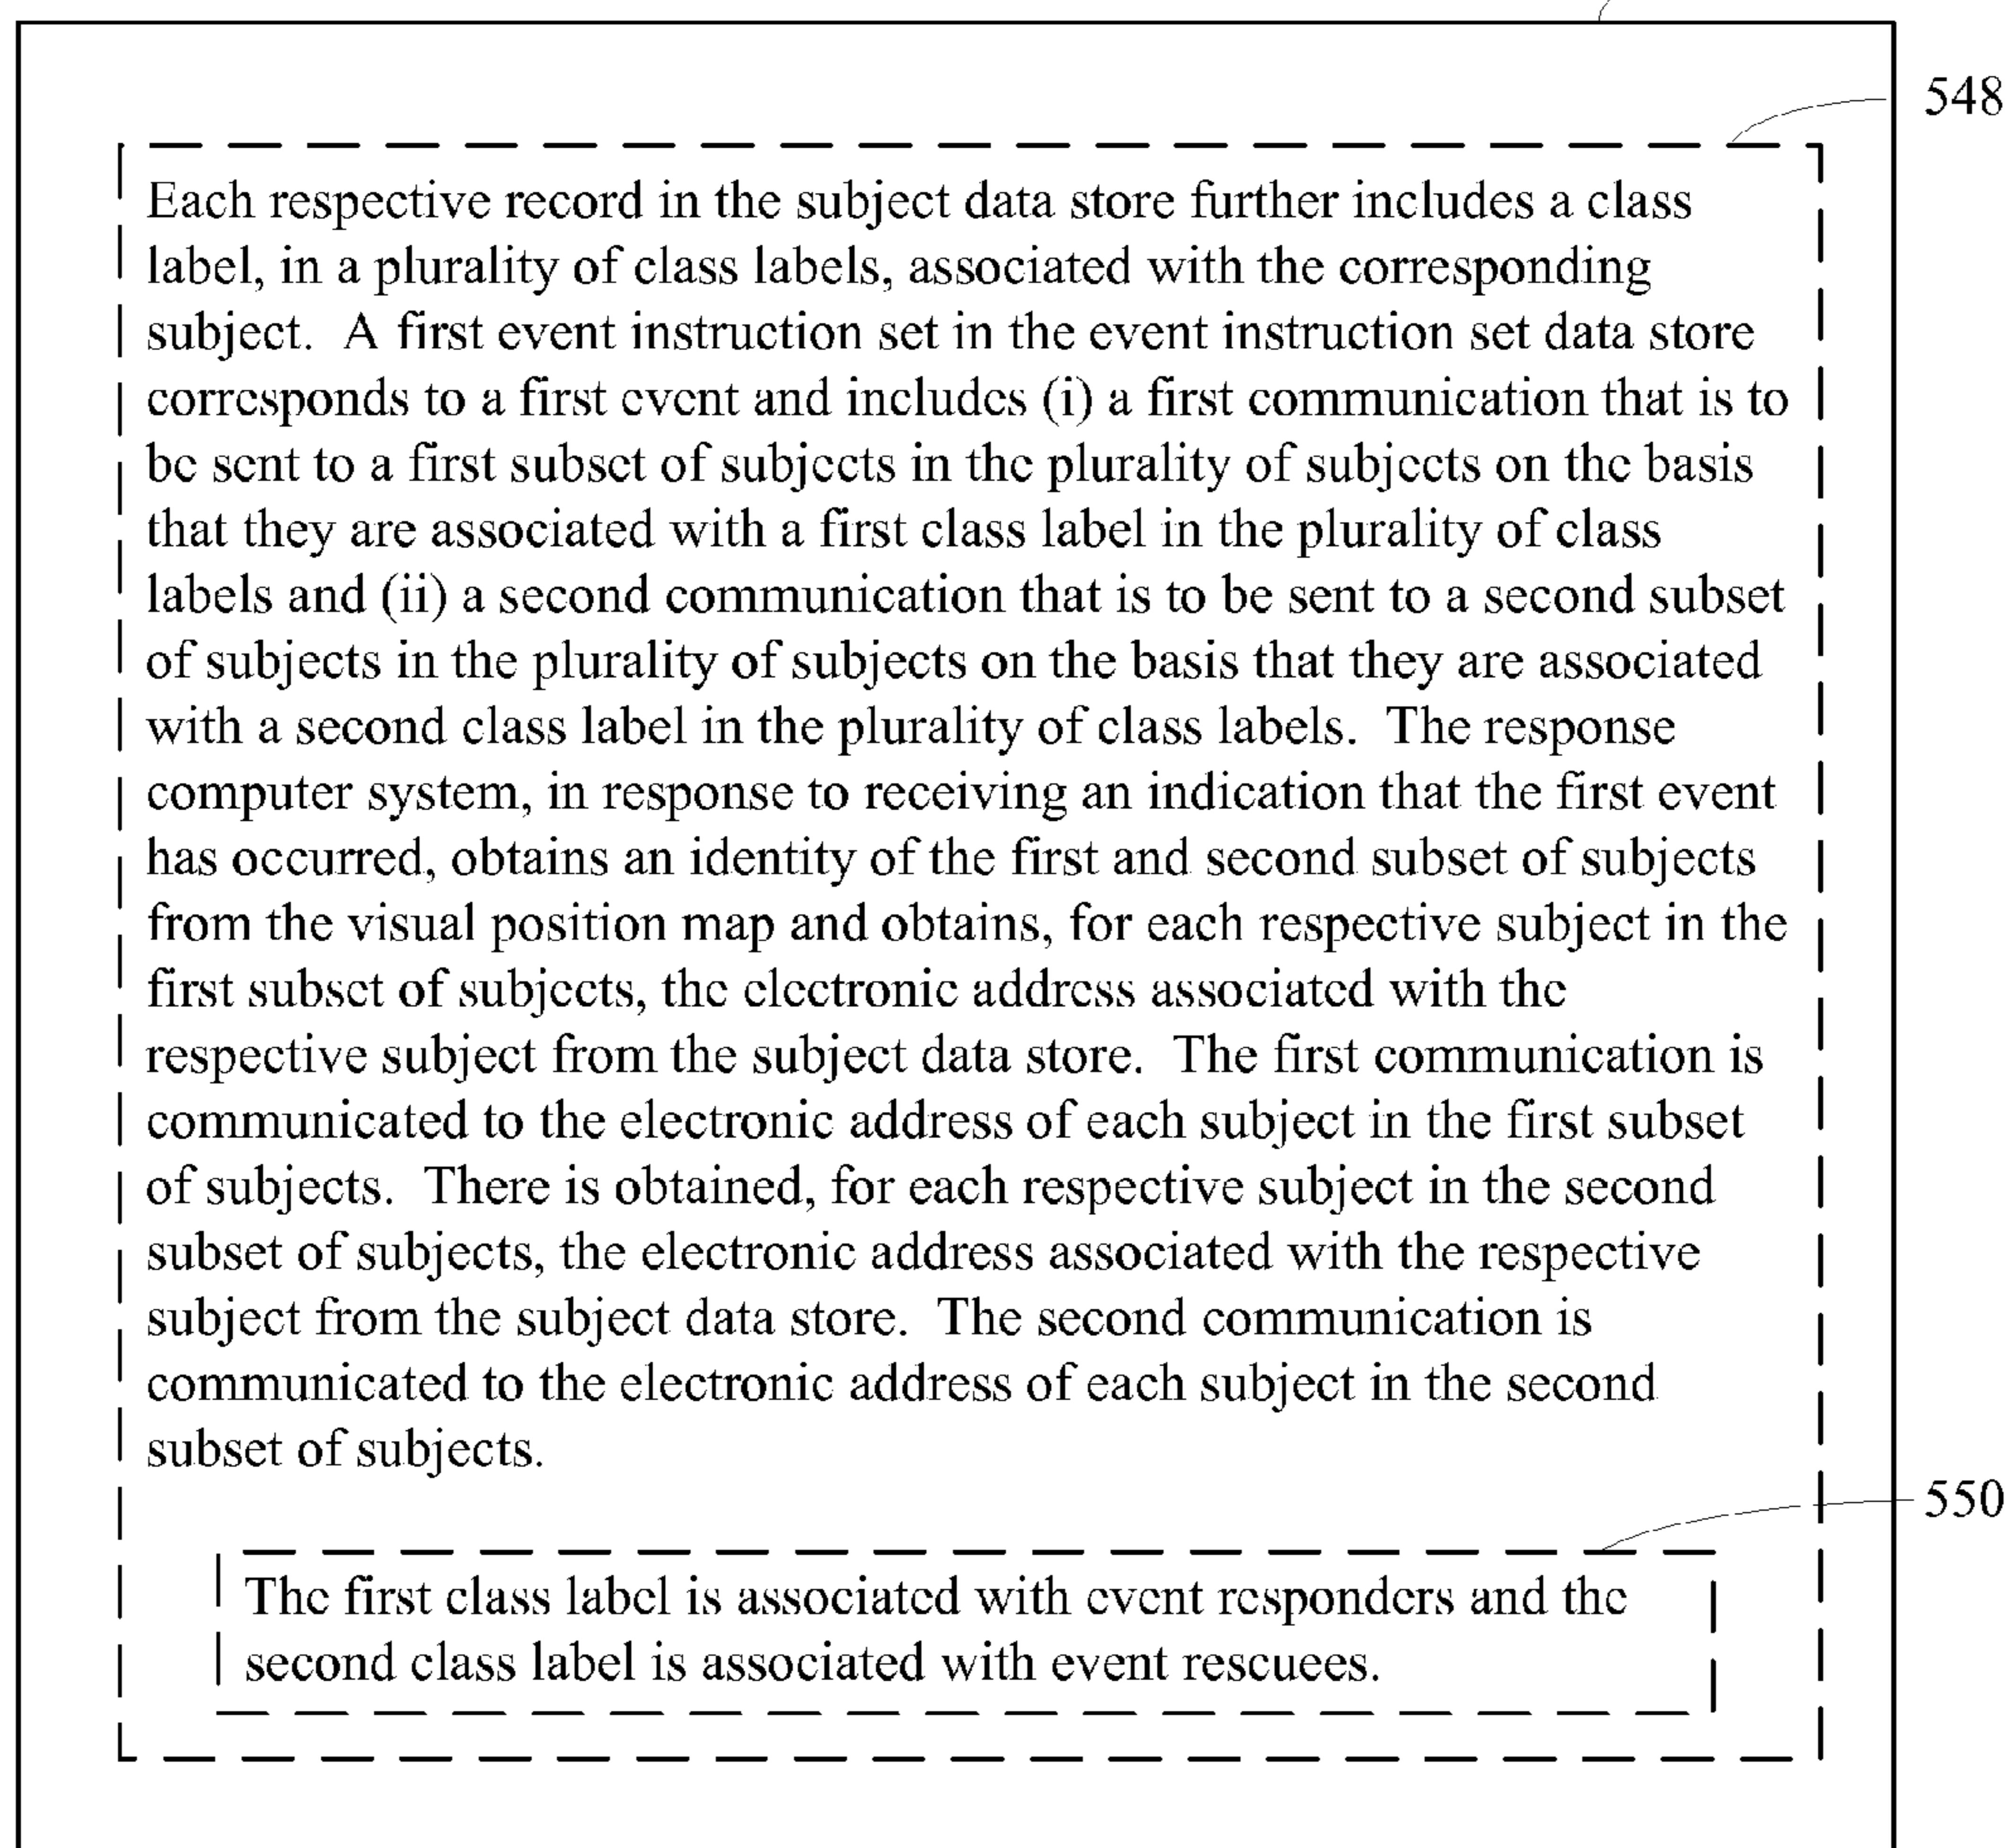 548
Each respective record in the subject data store further includes a class
label, in a plurality of class labels, associated with the corresponding
subject.  A first event instruction set in the event instruction set data store
corresponds to a first event and includes (i) a first communication that is to
be sent to a first subset of subjects in the plurality of subjects on the basis
that they are associated with a first class label in the plurality of class
labels and (ii) a second communication that is to be sent to a second subset
of subjects in the plurality of subjects on the basis that they are associated
with a second class label in the plurality of class labels.  The response
computer system, in response to receiving an indication that the first event
has occurred, obtains an identity of the first and second subset of subjects
from the visual position map and obtains, for each respective subject in the
first subset of subjects, the electronic address associated with the
respective subject from the subject data store.  The first communication is
communicated to the electronic address of each subject in the first subset
of subjects.  There is obtained, for each respective subject in the second
subset of subjects, the electronic address associated with the respective
subject from the subject data store.  The second communication is
communicated to the electronic address of each subject in the second
subset of subjects.
550
The first class label is associated with event responders and the
second class label is associated with event rescuees.